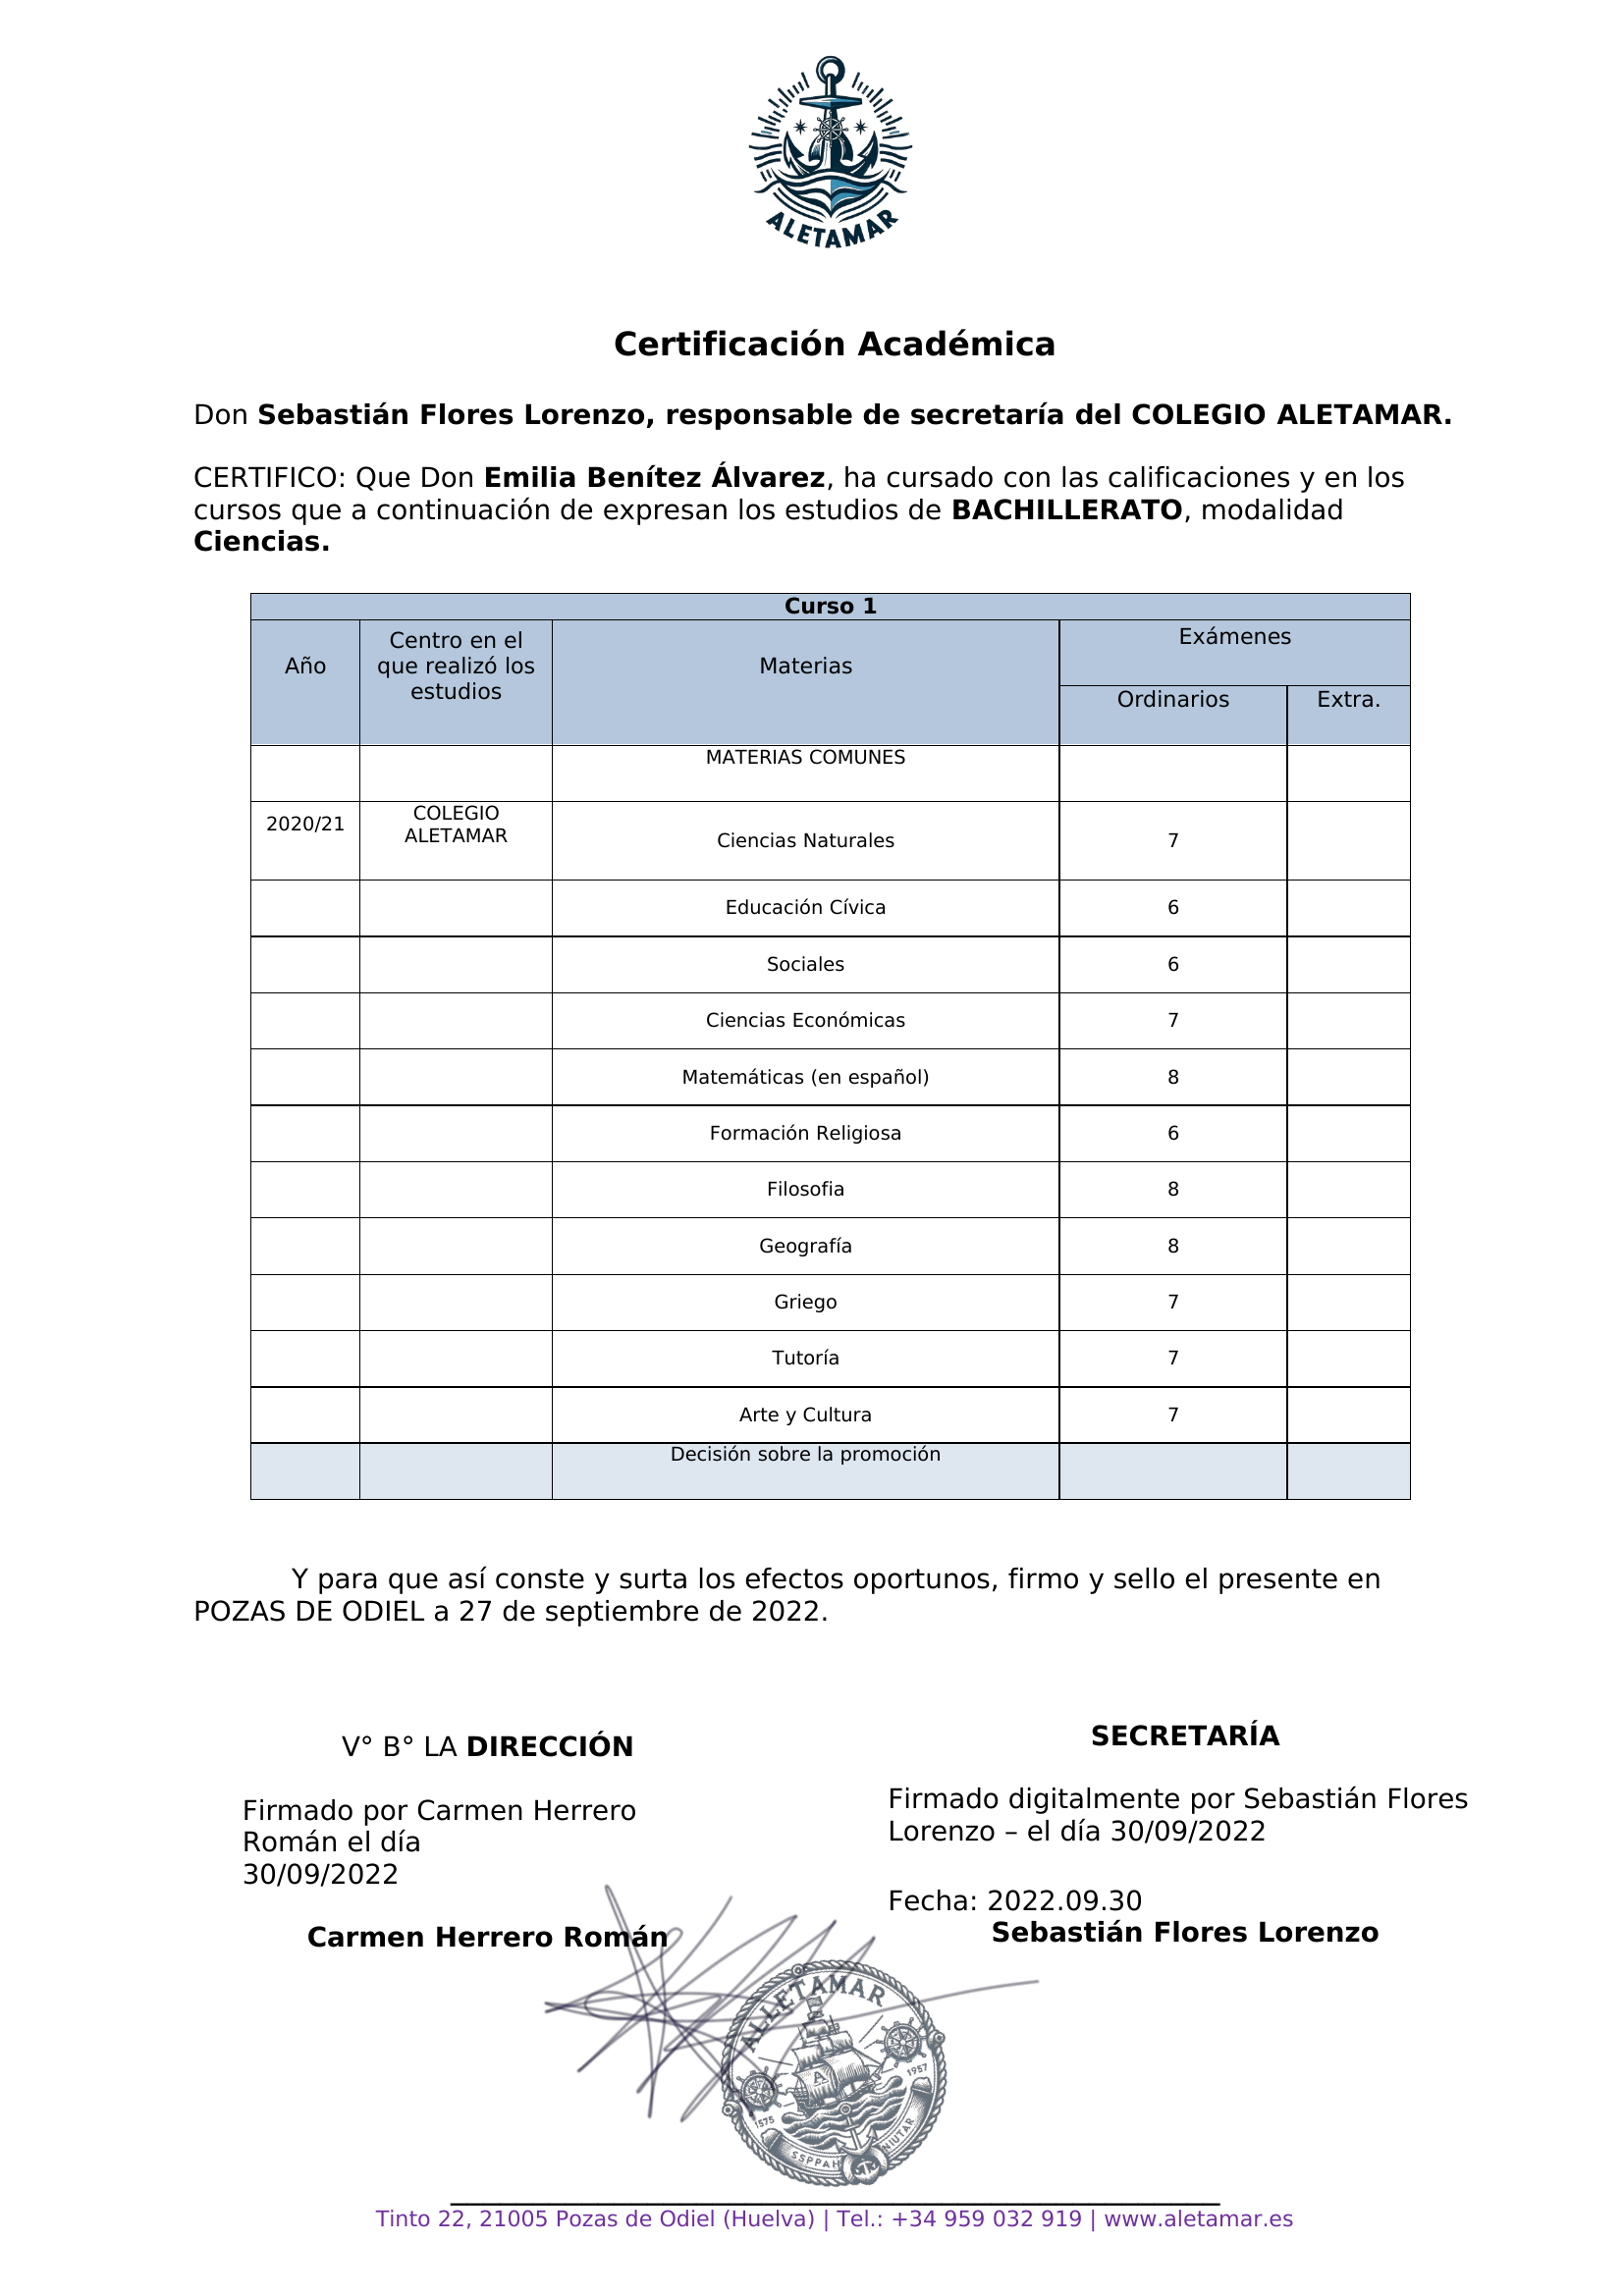 ALETAMAR
Certificación Académica
Don Sebastián Flores Lorenzo, responsable de secretaría del COLEGIO ALETAMAR.
CERTIFICO: Que Don Emilia Benítez Álvarez, ha cursado con las calificaciones y en los
cursos que a continuación de expresan los estudios de BACHILLERATO, modalidad
Ciencias.
Curso 1
Año
Centro en el
que realizó los
estudios
Materias
Exámenes
Ordinarios
Extra.
MATERIAS COMUNES
2020/21
COLEGIO
ALETAMAR
Ciencias Naturales 7
Educación Cívica 6
Sociales 6
Ciencias Económicas 7
Matemáticas (en español) 8
Formación Religiosa 6
Filosofia 8
Geografía 8
Griego 7
Tutoría 7
Arte y Cultura 7
Decisión sobre la promoción
Y para que así conste y surta los efectos oportunos, firmo y sello el presente en
POZAS DE ODIEL a 27 de septiembre de 2022.
V° B° LA DIRECCIÓN
Firmado por Carmen Herrero
Román el día
30/09/2022
Carmen Herrero Román
SECRETARÍA
Firmado digitalmente por Sebastián Flores
Lorenzo – el día 30/09/2022
Fecha: 2022.09.30
Sebastián Flores Lorenzo
ALLETAMAR
A
1575
1957
SSPPAH
NIUTAR
Tinto 22, 21005 Pozas de Odiel (Huelva) | Tel.: +34 959 032 919 | www.aletamar.es